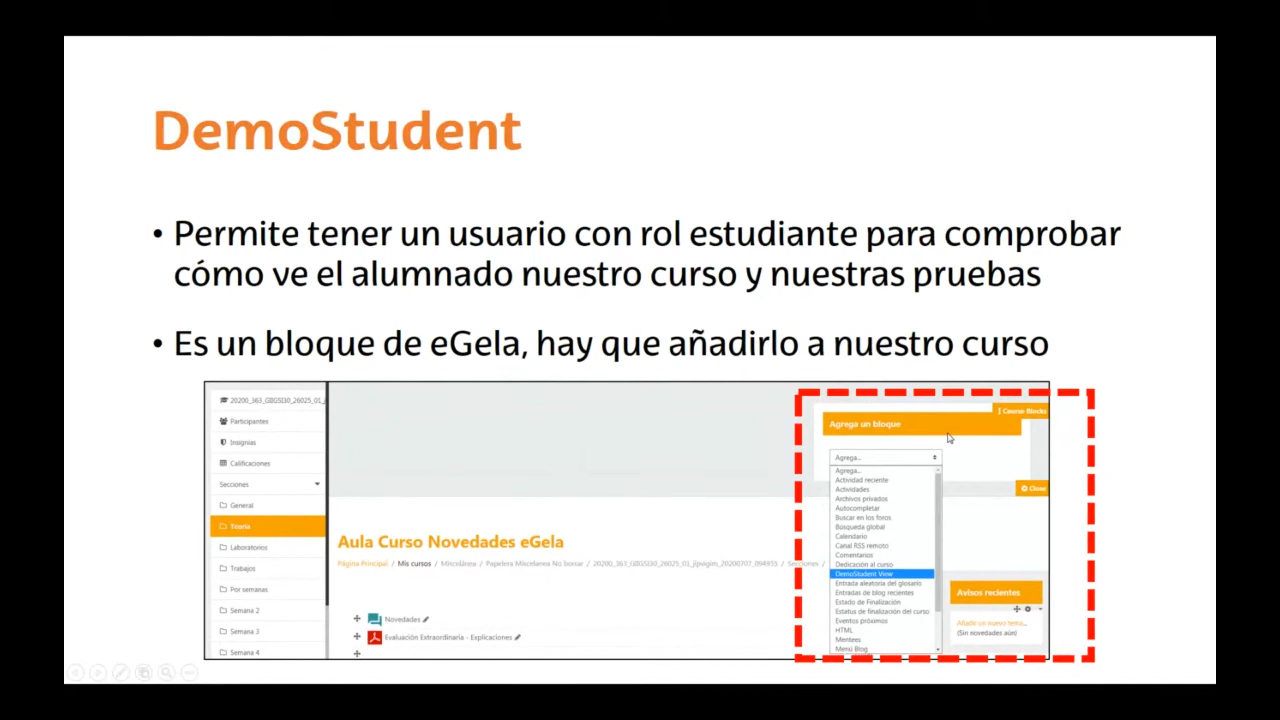 DemoStudent
• Permite tener un usuario con rol estudiante para comprobar
cómo ve el alumnado nuestro curso y nuestras pruebas
• Es un bloque de eGela, hay que añadirlo a nuestro curso
Participantes
Insignias
Calificaciones
Secciones
General
Teoría
Laboratorios
Trabajos
Por semanas
Semana 2
Semana 3
Semana 4
Aula Curso Novedades eGela
Página Principal / Mis cursos / Miscelánea / Papelera Miscelanea No borrar / / Secciones /
Novedades
Evaluación Extraordinaria - Explicaciones
Course Blocks
Agrega un bloque
Agrega...
Agrega...
Actividad reciente
Actividades
Archivos privados
Autocompletar
Buscar en los foros
Búsqueda global
Calendario
Canal RSS remoto
Comentarios
Dedicación al curso
DemoStudent View
Entrada aleatoria del glosario
Entradas de blog recientes
Estado de Finalización
Estatus de finalización del curso
Eventos próximos
HTML
Mentees
Menú Blog
Close
Avisos recientes
Añadir un nuevo tema...
(Sin novedades aún)